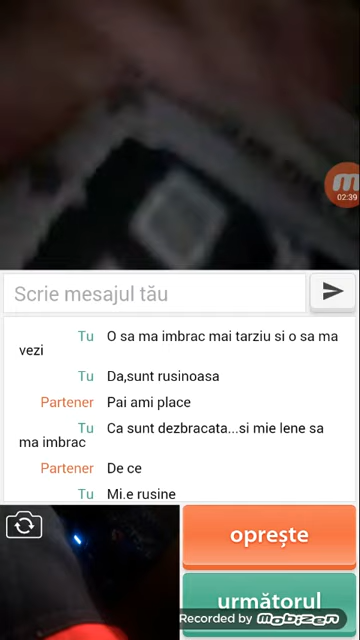 02:39
Scrie mesajul tău
Tu O sa ma imbrac mai tarziu si o sa ma
vezi
Tu Da,sunt rusinoasa
Partener Pai ami place
Tu Ca sunt dezbracata...si mie lene sa
ma imbrac
Partener De ce
Tu Mi.e rusine
oprește
următorul
Recorded by Mobizen